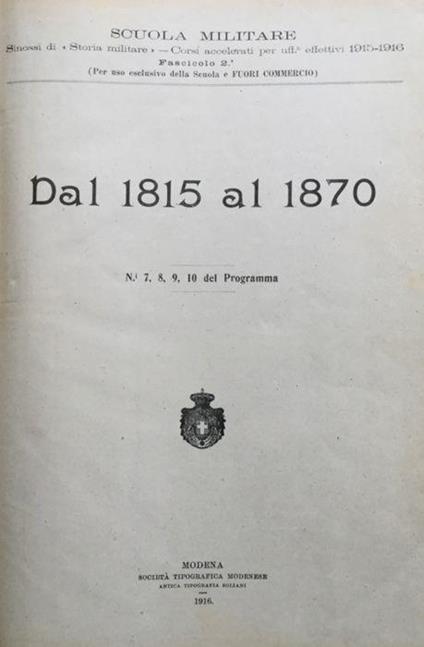 SCUOLA MILITARE
Sinossi di « Storia militare » — Corsi accelerati per uff.ⁱ effettivi 1915-1916
Fascicolo 2.º
(Per uso esclusivo della Scuola e FUORI COMMERCIO)
Dal 1815 al 1870
N.ⁱ 7, 8, 9, 10 del Programma
MODENA
SOCIETÀ TIPOGRAFICA MODENESE
ANTICA TIPOGRAFIA SOLIANI
1916.